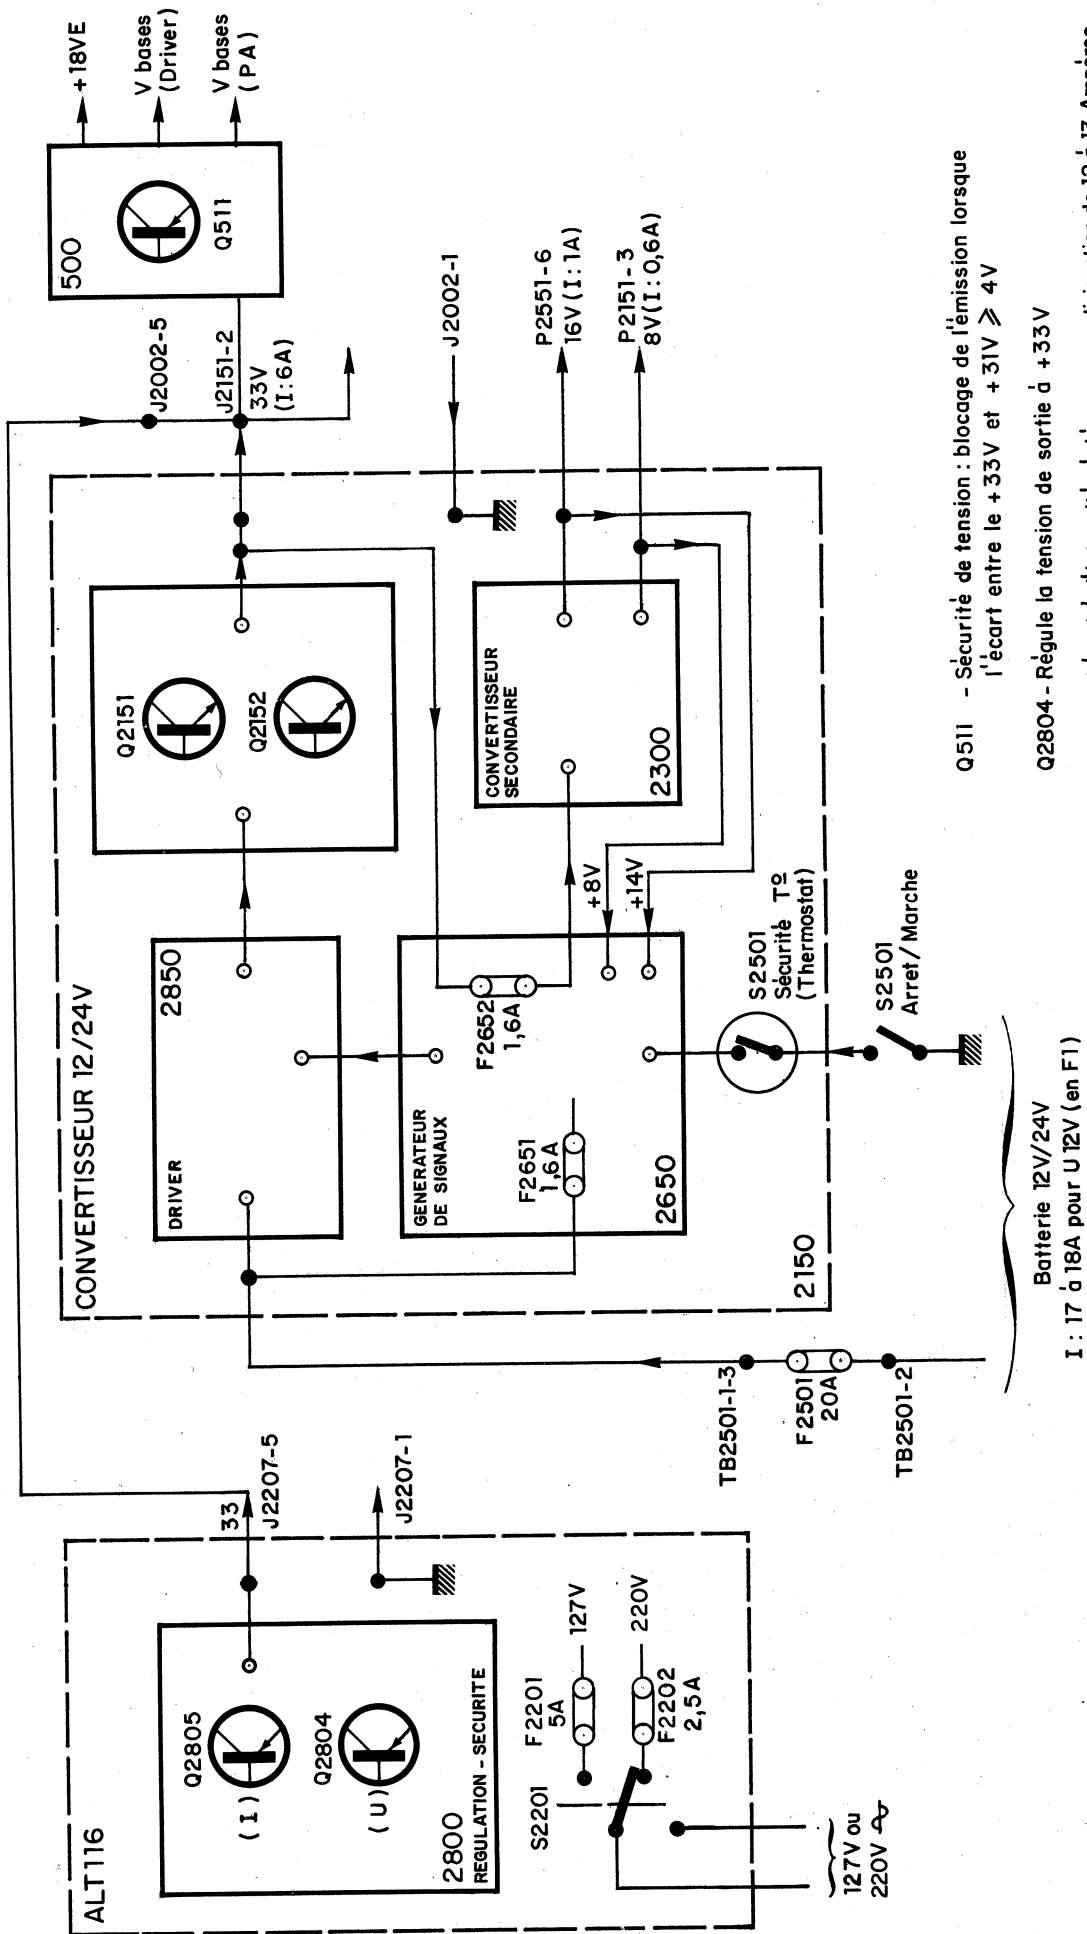 ALT116
Q2805
(I)
Q2804
(U)
2800
REGULATION - SECURITE
33
J2207-5
J2207-1
S2201
F2201
5A
127V
F2202
2,5A
220V
127V ou
220V
CONVERTISSEUR 12/24V
DRIVER
2850
Q2151
Q2152
GENERATEUR
DE SIGNAUX
F2651
1,6A
F2652
1,6A
2650
+8V
+14V
CONVERTISSEUR
SECONDAIRE
2300
2150
S2501
Sécurité Tº
(Thermostat)
S2501
Arret/Marche
TB2501-1-3
F2501
20A
TB2501-2
Batterie 12V/24V
I : 17 à 18A pour U 12V (en F1)
J2002-5
J2151-2
33V
(I:6A)
500
Q511
+18VE
V bases
(Driver)
V bases
(PA)
J2002-1
P2551-6
16V(I:1A)
P2151-3
8V(I:0,6A)
Q511 - Sécurité de tension : blocage de l'émission lorsque
l'écart entre le +33V et +31V ⩾ 4V
Q2804 - Régule la tension de sortie à +33V